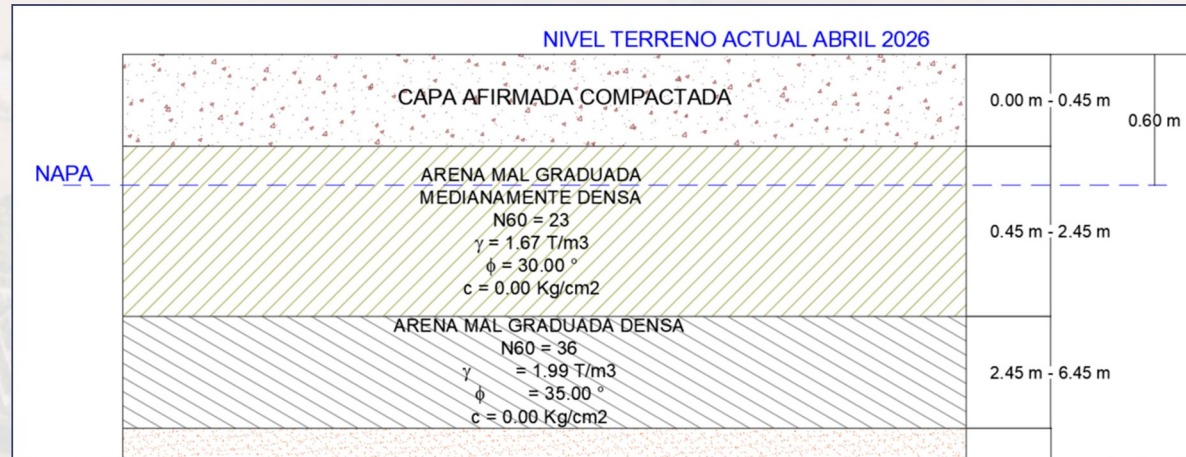 NIVEL TERRENO ACTUAL ABRIL 2026
CAPA AFIRMADA COMPACTADA
0.00 m - 0.45 m
0.60 m
NAPA
ARENA MAL GRADUADA
MEDIANAMENTE DENSA
N60 = 23
γ = 1.67 T/m3
ϕ = 30.00 °
c = 0.00 Kg/cm2
0.45 m - 2.45 m
ARENA MAL GRADUADA DENSA
N60 = 36
γ = 1.99 T/m3
ϕ = 35.00 °
c = 0.00 Kg/cm2
2.45 m - 6.45 m